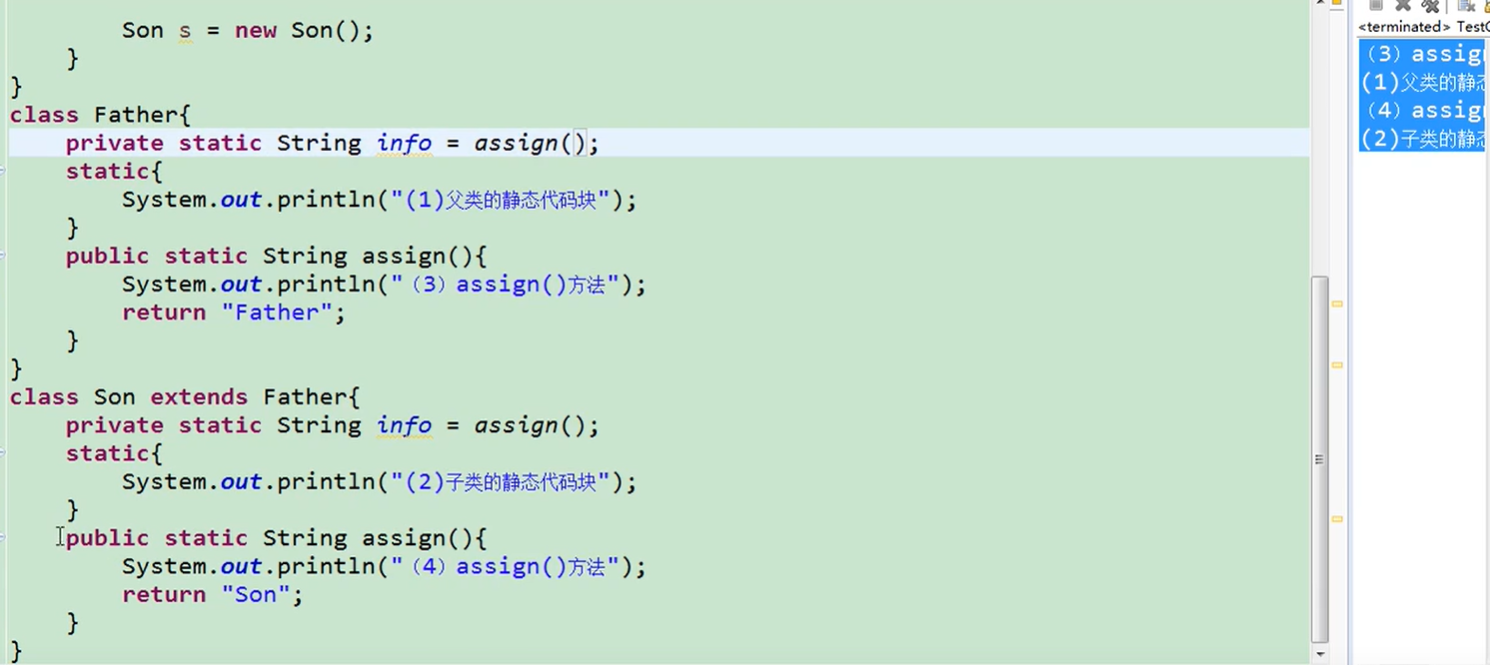 Son s = new Son();
}
}
class Father{
private static String info = assign();
static{
System.out.println("(1)父类的静态代码块");
}
public static String assign(){
System.out.println("（3）assign()方法");
return "Father";
}
}
class Son extends Father{
private static String info = assign();
static{
System.out.println("(2)子类的静态代码块");
}
public static String assign(){
System.out.println("（4）assign()方法");
return "Son";
}
}
<terminated>
（3）assig
(1)父类的静
（4）assig
(2)子类的静